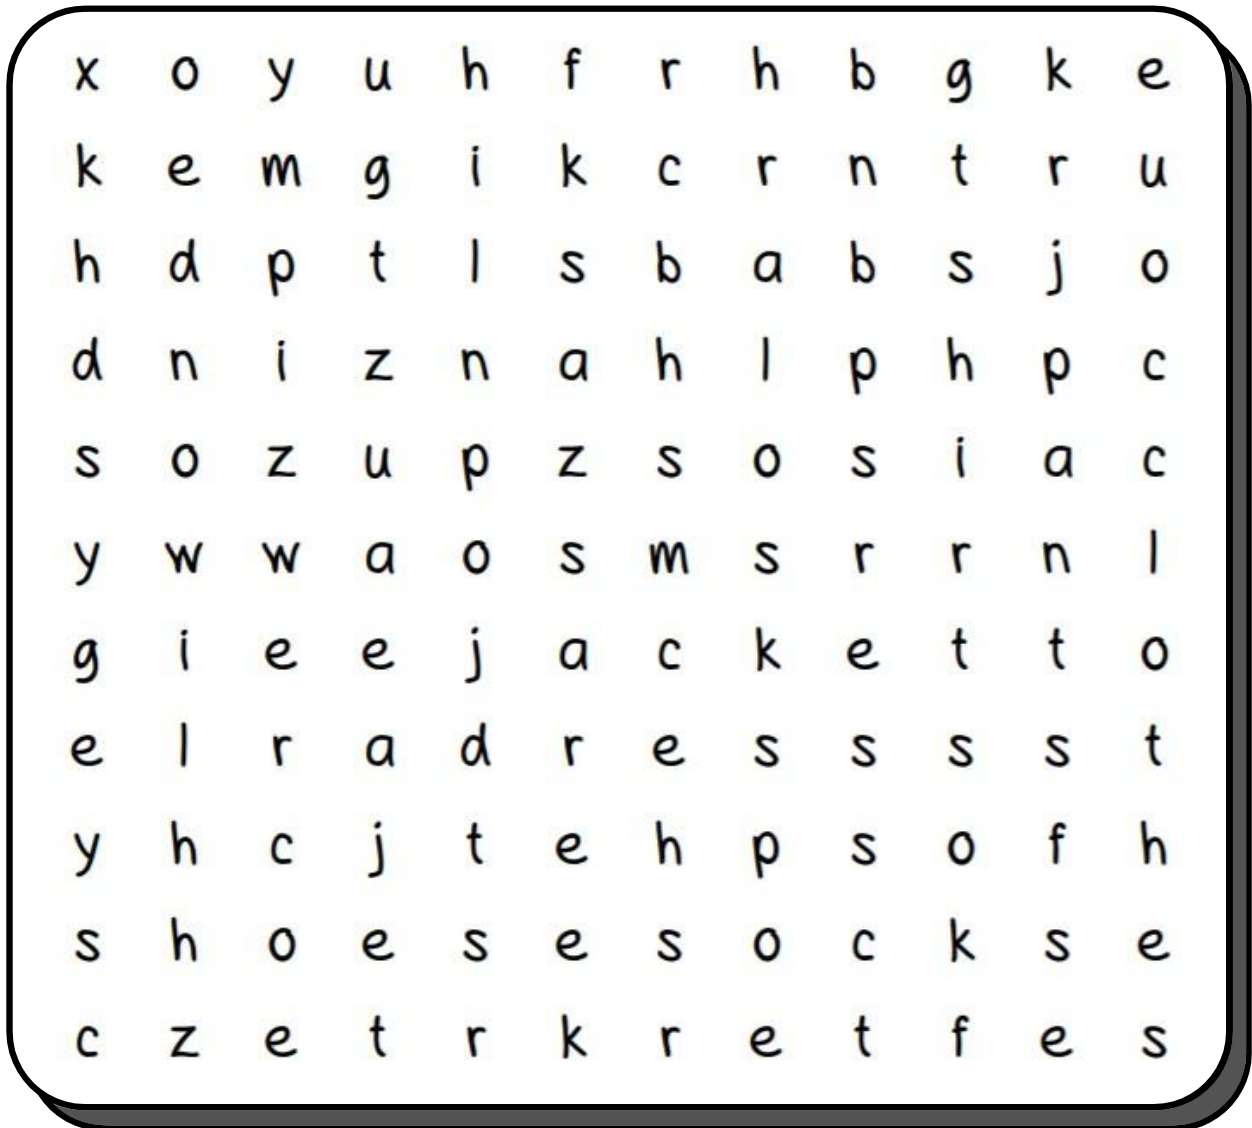 x o y u h f r h b g k e
k e m g i k c r n t r u
h d p t l s b a b s j o
d n i z n a h l p h p c
s o z u p z s o s i a c
y w w a o s m s r r n l
g i e e j a c k e t t o
e l r a d r e s s s s t
y h c j t e h p s o f h
s h o e s e s o c k s e
c z e t r k r e t f e s